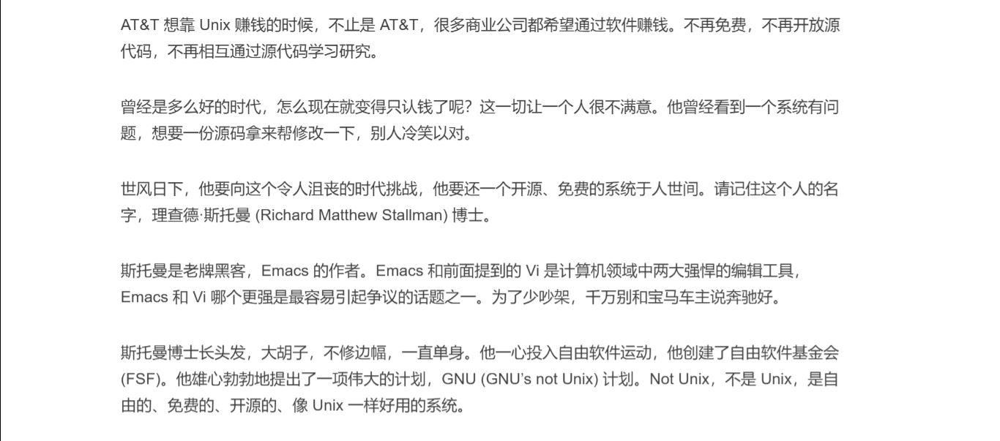 AT&T 想靠 Unix 赚钱的时候，不止是 AT&T，很多商业公司都希望通过软件赚钱。不再免费，不再开放源
代码，不再相互通过源代码学习研究。
曾经是多么好的时代，怎么现在就变得只认钱了呢？这一切让一个人很不满意。他曾经看到一个系统有问
题，想要一份源码拿来帮修改一下，别人冷笑以对。
世风日下，他要向这个令人沮丧的时代挑战，他要还一个开源、免费的系统于人世间。请记住这个人的名
字，理查德·斯托曼 (Richard Matthew Stallman) 博士。
斯托曼是老牌黑客，Emacs 的作者。Emacs 和前面提到的 Vi 是计算机领域中两大强悍的编辑工具，
Emacs 和 Vi 哪个更强是最容易引起争议的话题之一。为了少吵架，千万别和宝马车主说奔驰好。
斯托曼博士长头发，大胡子，不修边幅，一直单身。他一心投入自由软件运动，他创建了自由软件基金会
(FSF)。他雄心勃勃地提出了一项伟大的计划，GNU (GNU’s not Unix) 计划。Not Unix，不是 Unix，是自
由的、免费的、开源的、像 Unix 一样好用的系统。